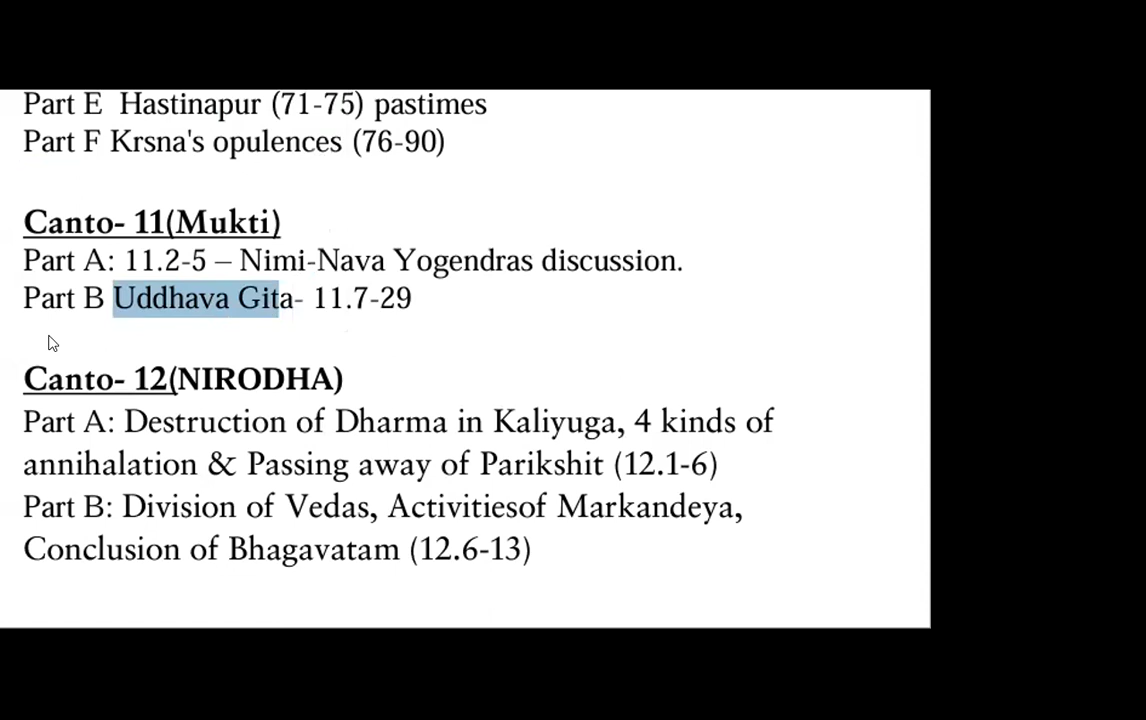 Part E  Hastinapur (71-75) pastimes
Part F Krsna's opulences (76-90)
Canto- 11(Mukti)
Part A: 11.2-5 – Nimi-Nava Yogendras discussion.
Part B Uddhava Gita- 11.7-29
Canto- 12(NIRODHA)
Part A: Destruction of Dharma in Kaliyuga, 4 kinds of
annihalation & Passing away of Parikshit (12.1-6)
Part B: Division of Vedas, Activitiesof Markandeya,
Conclusion of Bhagavatam (12.6-13)